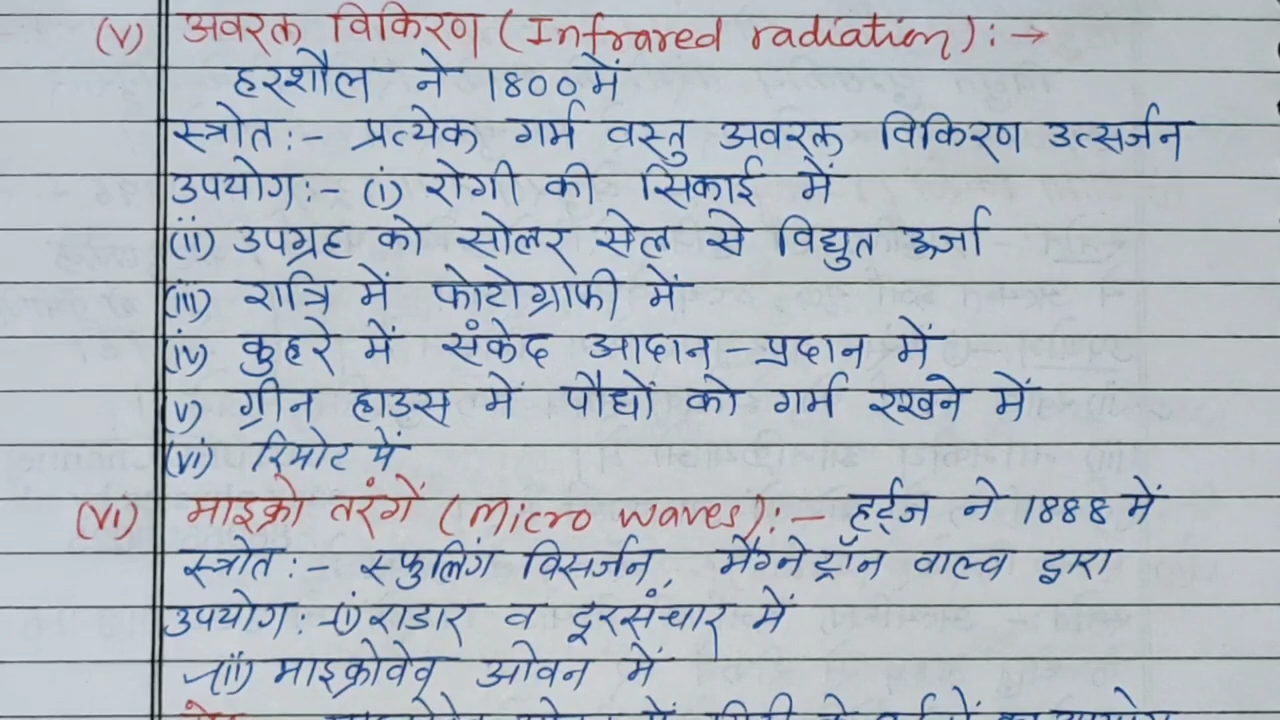 (v) अवरक्त विकिरण (Infrared radiation) : →
हरशैल ने 1800 में
स्त्रोत :- प्रत्येक गर्म वस्तु अवरक्त विकिरण उत्सर्जन
उपयोग :- (i) रोगी की सिकाई में
(ii) उपग्रह को सोलर सेल से विद्युत ऊर्जा
(iii) रात्रि में फोटोग्राफी में
(iv) कुहरे में संकेद आदान-प्रदान में
(v) ग्रीन हाउस में पौधों को गर्म रखने में
(vi) रिमोट में
(vi) माइक्रो तरंगें (Micro waves) :- हर्ट्ज ने 1888 में
स्त्रोत :- स्फुलिंग विसर्जन, मैग्नेट्रॉन वाल्व द्वारा
उपयोग :- (i) राडार व दूरसंचार में
(ii) माइक्रोवेव ओवन में